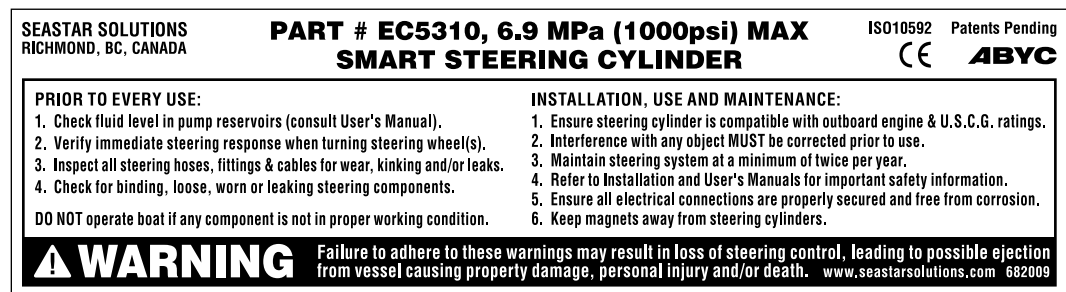 SEASTAR SOLUTIONS
RICHMOND, BC, CANADA
PART # EC5310, 6.9 MPa (1000psi) MAX
SMART STEERING CYLINDER
ISO10592 Patents Pending
CE ABYC
PRIOR TO EVERY USE:
1. Check fluid level in pump reservoirs (consult User's Manual).
2. Verify immediate steering response when turning steering wheel(s).
3. Inspect all steering hoses, fittings & cables for wear, kinking and/or leaks.
4. Check for binding, loose, worn or leaking steering components.
DO NOT operate boat if any component is not in proper working condition.
INSTALLATION, USE AND MAINTENANCE:
1. Ensure steering cylinder is compatible with outboard engine & U.S.C.G. ratings.
2. Interference with any object MUST be corrected prior to use.
3. Maintain steering system at a minimum of twice per year.
4. Refer to Installation and User's Manuals for important safety information.
5. Ensure all electrical connections are properly secured and free from corrosion.
6. Keep magnets away from steering cylinders.
WARNING
Failure to adhere to these warnings may result in loss of steering control, leading to possible ejection
from vessel causing property damage, personal injury and/or death. www.seastarsolutions.com 682009